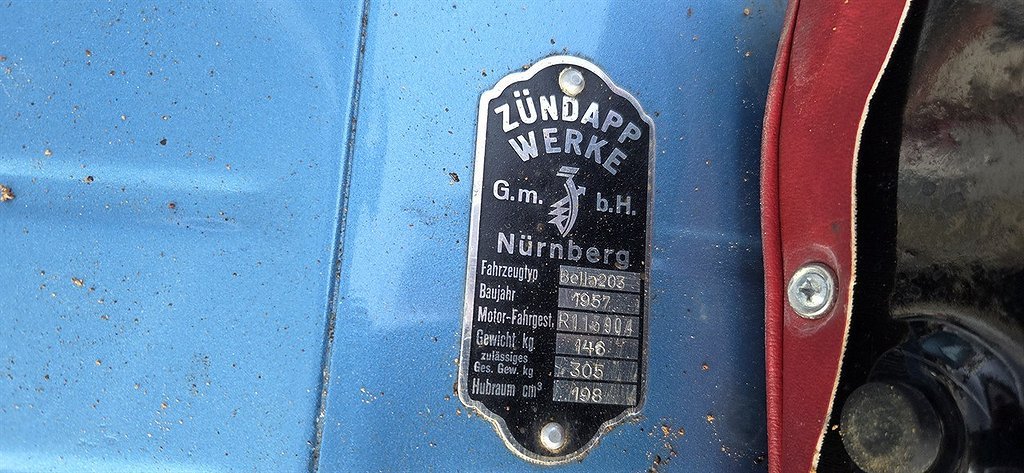 ZÜNDAPP
WERKE
G.m. b.H.
Nürnberg
Fahrzeugtyp Bella203
Baujahr 1957
Motor-Fahrgest.
Gewicht kg 146
zulässiges
Ges. Gew. kg 305
Hubraum cm³ 198